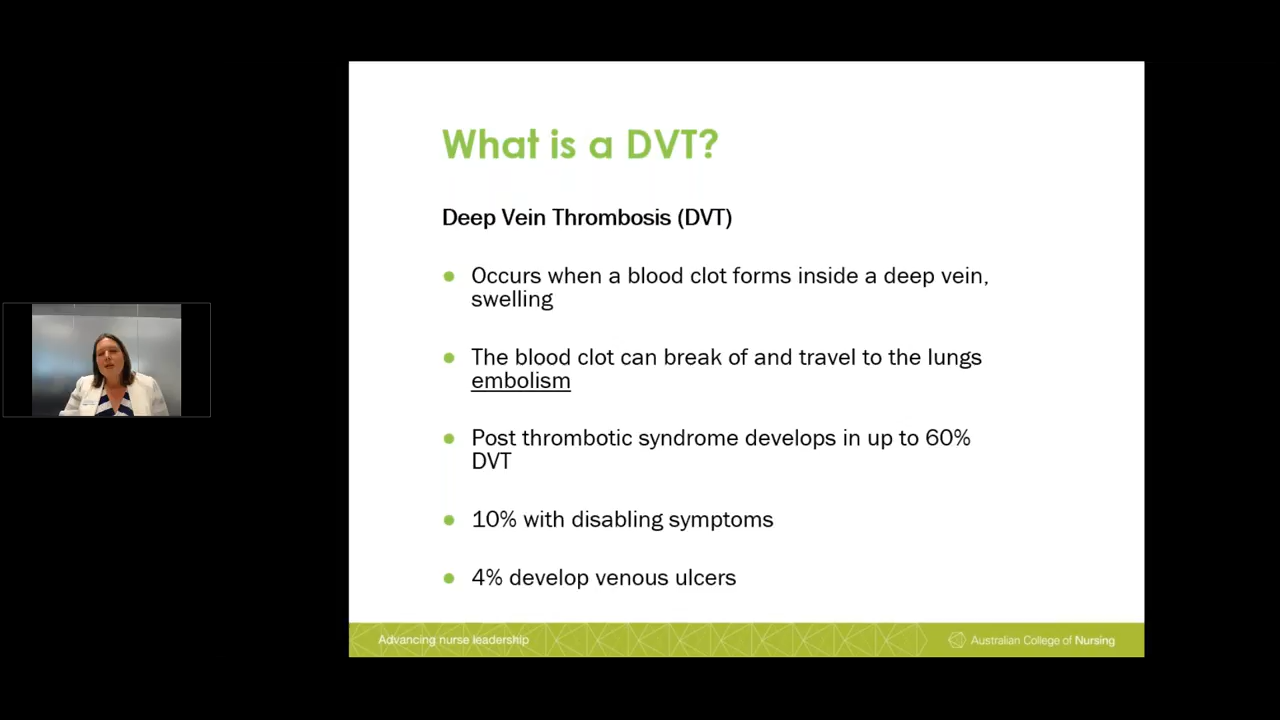 What is a DVT?
Deep Vein Thrombosis (DVT)
Occurs when a blood clot forms inside a deep vein,
swelling
The blood clot can break of and travel to the lungs
embolism
Post thrombotic syndrome develops in up to 60%
DVT
10% with disabling symptoms
4% develop venous ulcers
Advancing nurse leadership
Australian College of Nursing